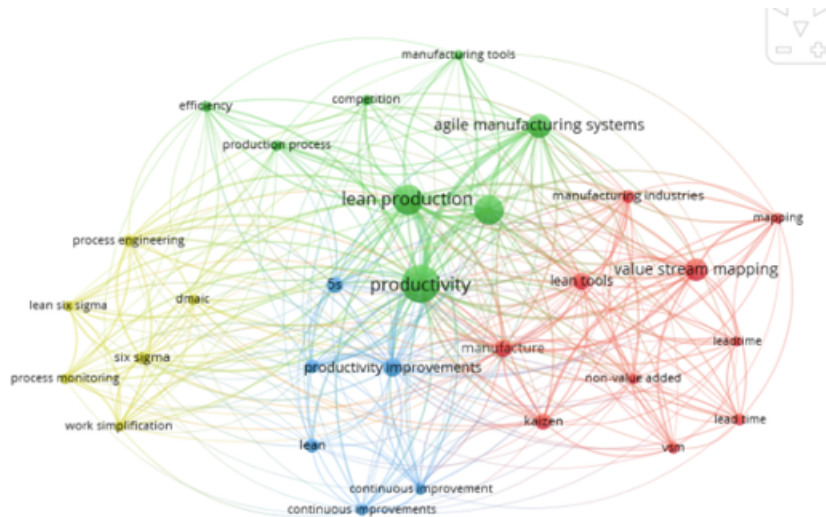 manufacturing tools
efficiency
competition
agile manufacturing systems
production process
lean production
manufacturing industries
mapping
process engineering
value stream mapping
lean tools
5s
productivity
dmaic
lean six sigma
leadtime
manufacture
six sigma
productivity improvements
process monitoring
non-value added
lead time
kaizen
work simplification
lean
vsm
continuous improvement
continuous improvements